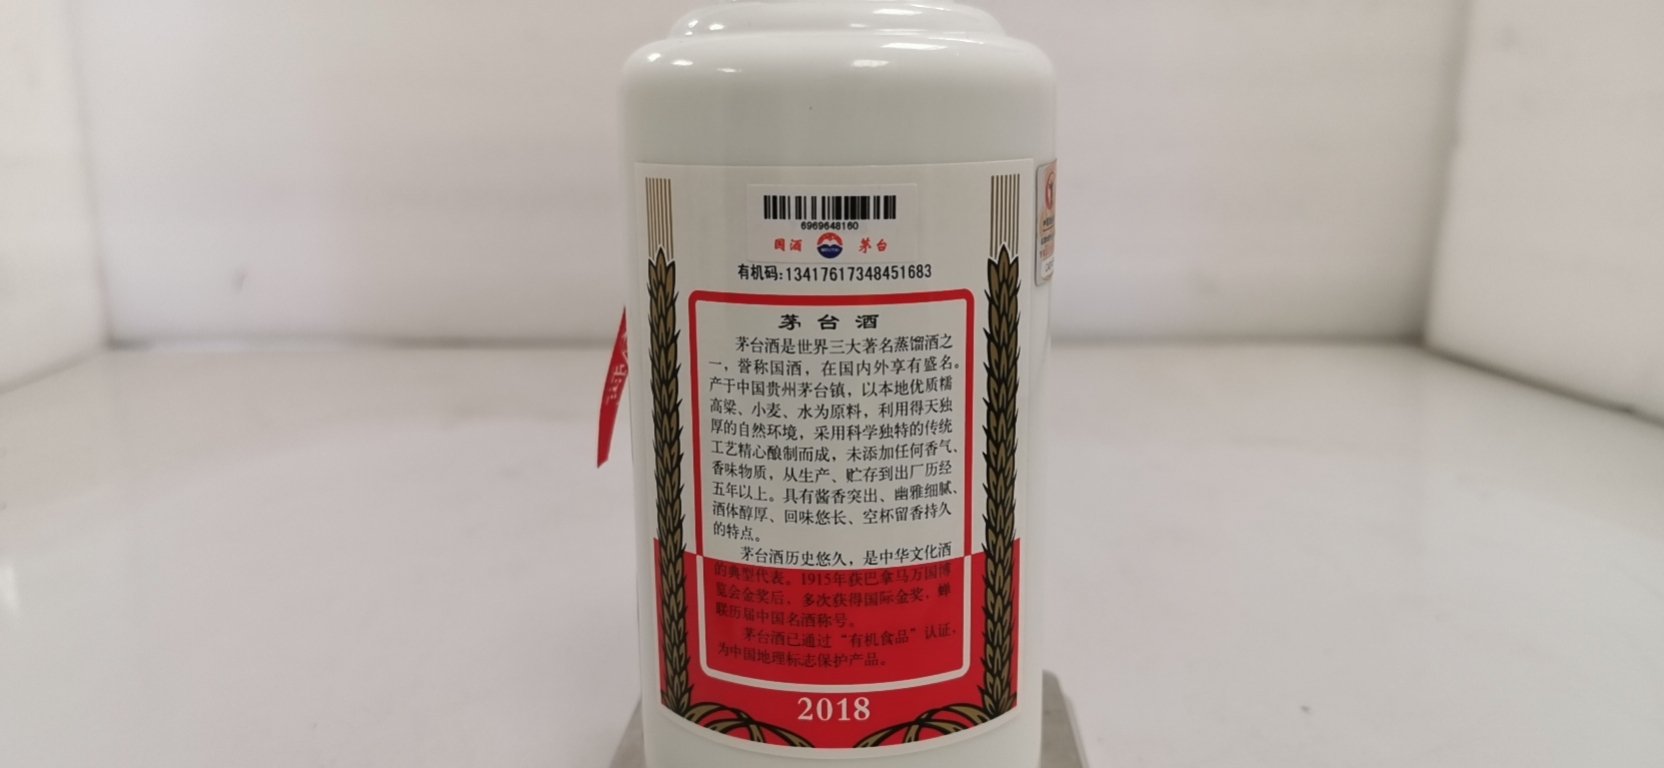 6969648160
国酒 茅台
有机码:13417617348451683
茅台酒
茅台酒是世界三大著名蒸馏酒之
一，誉称国酒，在国内外享有盛名。
产于中国贵州茅台镇，以本地优质糯
高粱、小麦、水为原料，利用得天独
厚的自然环境，采用科学独特的传统
工艺精心酿制而成，未添加任何香气、
香味物质，从生产、贮存到出厂历经
五年以上。具有酱香突出、幽雅细腻、
酒体醇厚、回味悠长、空杯留香持久
的特点。
茅台酒历史悠久，是中华文化酒
的典型代表。1915年获巴拿马万国博
览会金奖后，多次获得国际金奖，蝉
联历届中国名酒称号。
茅台酒已通过“有机食品”认证，
为中国地理标志保护产品。
2018